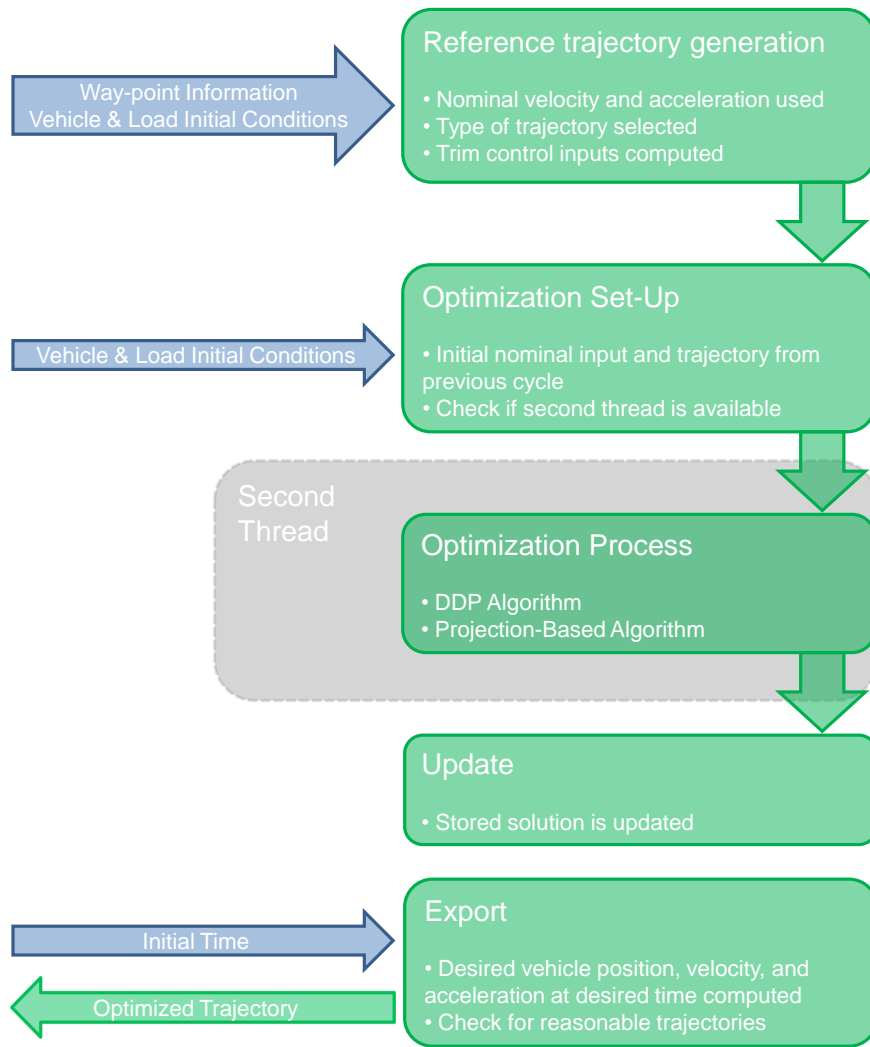 Reference trajectory generation
Way-point Information
Vehicle & Load Initial Conditions
• Nominal velocity and acceleration used
• Type of trajectory selected
• Trim control inputs computed
Optimization Set-Up
Vehicle & Load Initial Conditions
• Initial nominal input and trajectory from
previous cycle
• Check if second thread is available
Second
Thread
Optimization Process
• DDP Algorithm
• Projection-Based Algorithm
Update
• Stored solution is updated
Export
Initial Time
• Desired vehicle position, velocity, and
acceleration at desired time computed
• Check for reasonable trajectories
Optimized Trajectory